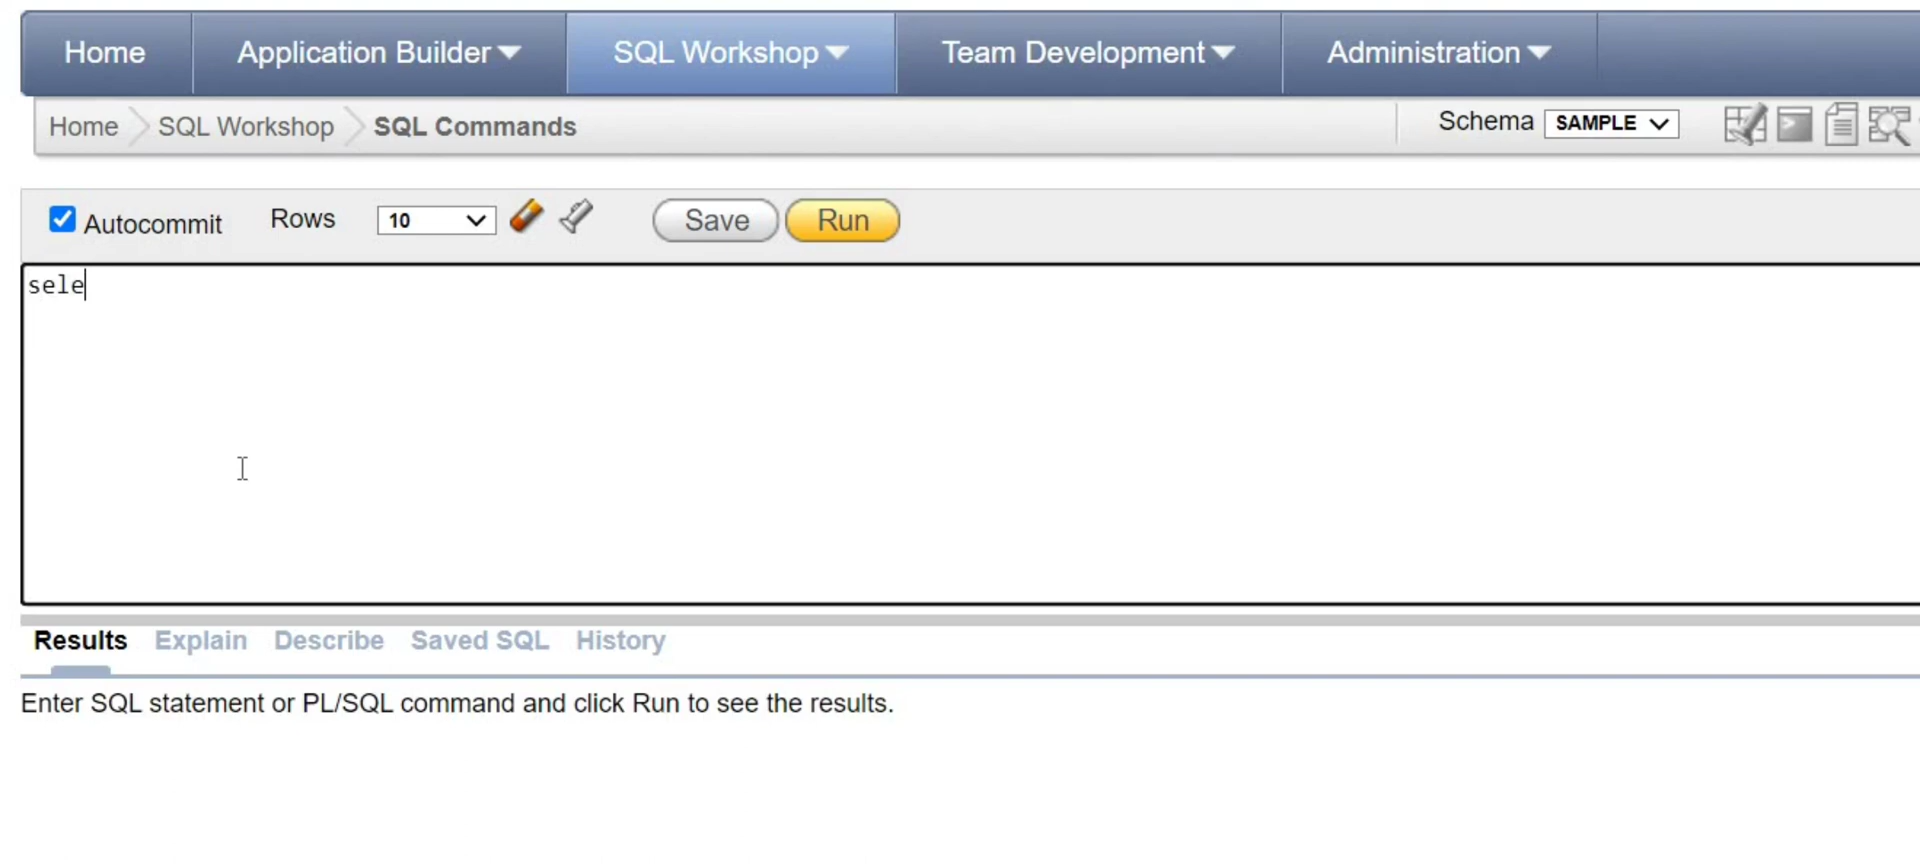 Home Application Builder SQL Workshop Team Development Administration
Home SQL Workshop SQL Commands Schema SAMPLE
Autocommit Rows 10 Save Run
sele
Results Explain Describe Saved SQL History
Enter SQL statement or PL/SQL command and click Run to see the results.